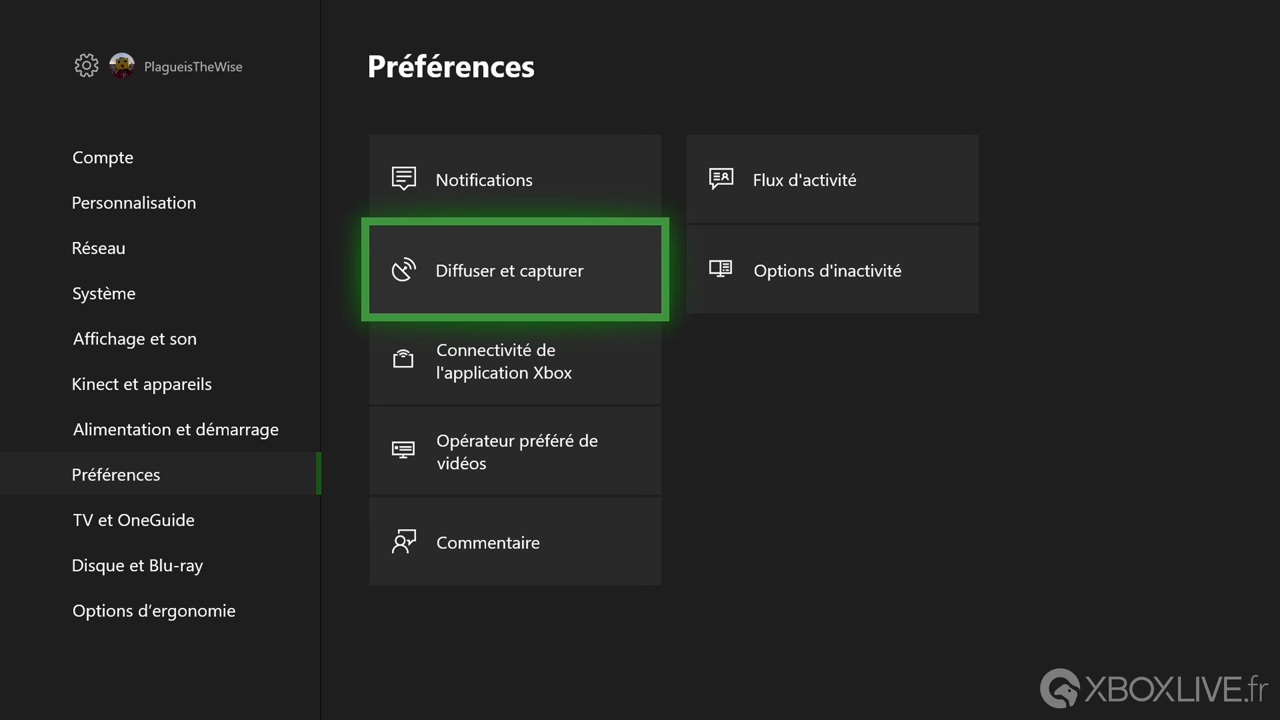 PlagueisTheWise
Compte
Personnalisation
Réseau
Système
Affichage et son
Kinect et appareils
Alimentation et démarrage
Préférences
TV et OneGuide
Disque et Blu-ray
Options d’ergonomie
Préférences
Notifications
Flux d'activité
Diffuser et capturer
Options d'inactivité
Connectivité de
l'application Xbox
Opérateur préféré de
vidéos
Commentaire
XBOXLIVE.fr